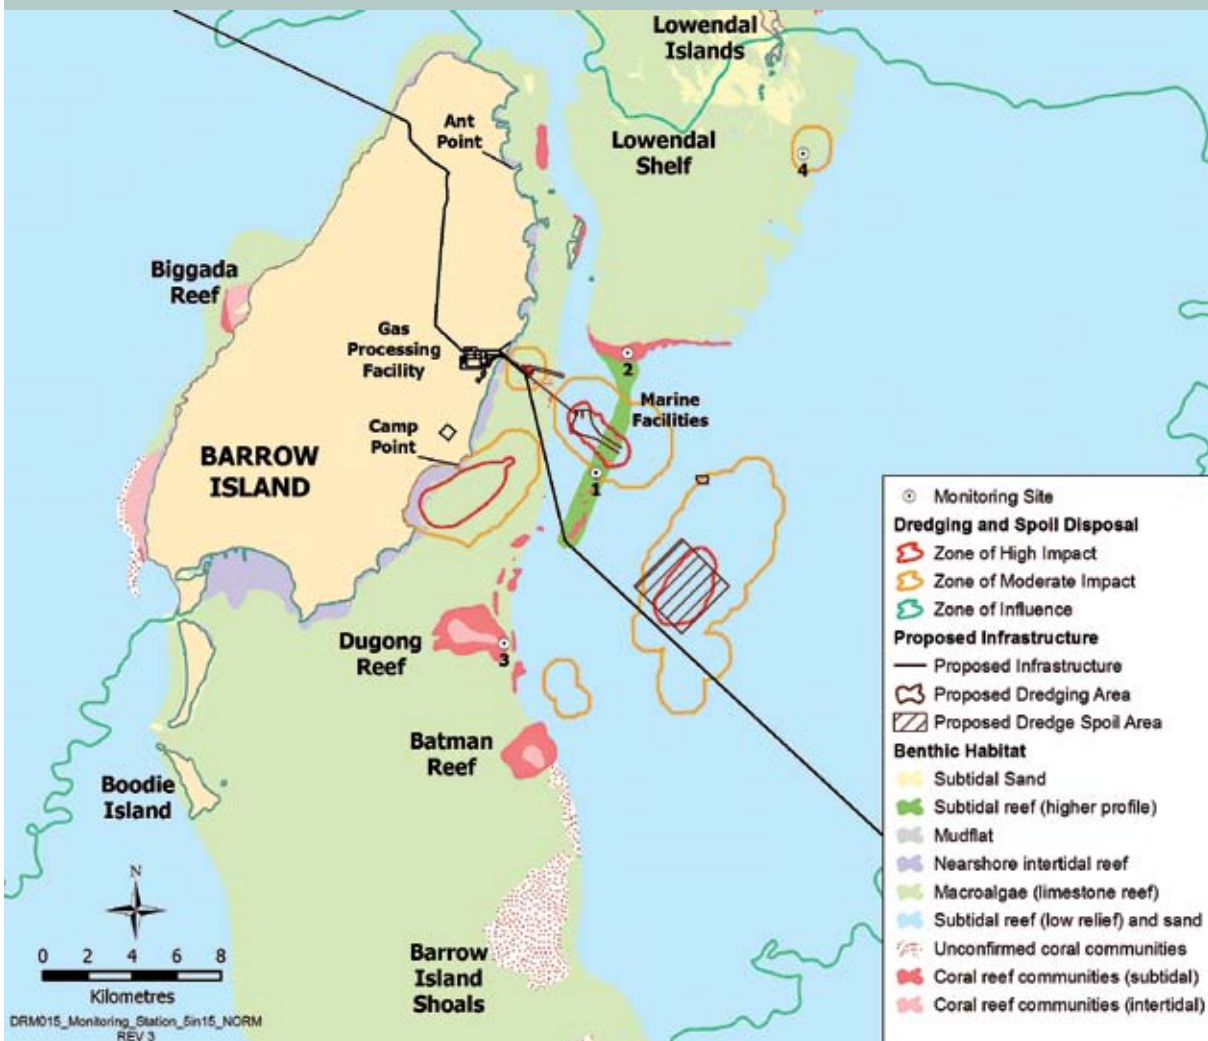 Lowendal
Islands
Ant
Point
Lowendal
Shelf
4
Biggada
Reef
Gas
Processing
Facility
2
Marine
Facilities
Camp
Point
BARROW
ISLAND
1
Dugong
Reef
3
Batman
Reef
Boodie
Island
Barrow
Island
Shoals
N
0 2 4 6 8
Kilometres
DRM015_Monitoring_Station_5in15_NORM
REV 3
Monitoring Site
Dredging and Spoil Disposal
Zone of High Impact
Zone of Moderate Impact
Zone of Influence
Proposed Infrastructure
Proposed Infrastructure
Proposed Dredging Area
Proposed Dredge Spoil Area
Benthic Habitat
Subtidal Sand
Subtidal reef (higher profile)
Mudflat
Nearshore intertidal reef
Macroalgae (limestone reef)
Subtidal reef (low relief) and sand
Unconfirmed coral communities
Coral reef communities (subtidal)
Coral reef communities (intertidal)